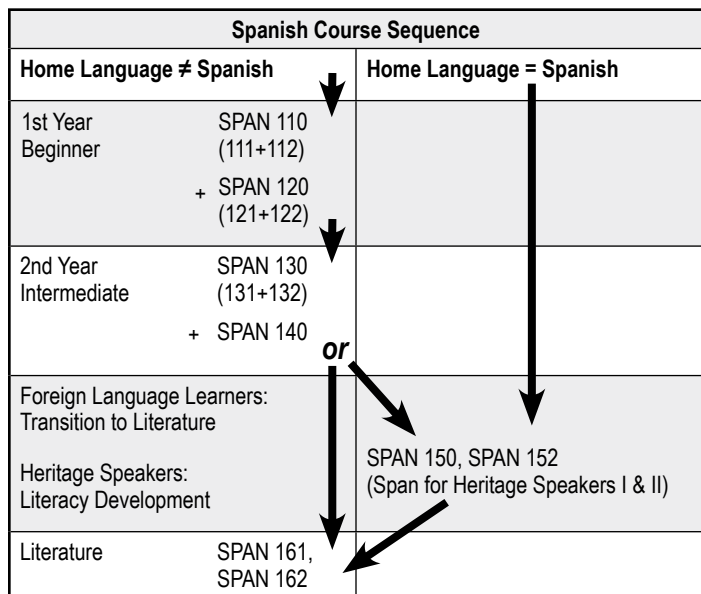 Spanish Course Sequence
Home Language ≠ Spanish
Home Language = Spanish
1st Year
Beginner
SPAN 110
(111+112)
+ SPAN 120
(121+122)
2nd Year
Intermediate
SPAN 130
(131+132)
+ SPAN 140
or
Foreign Language Learners:
Transition to Literature
Heritage Speakers:
Literacy Development
SPAN 150, SPAN 152
(Span for Heritage Speakers I & II)
Literature
SPAN 161,
SPAN 162